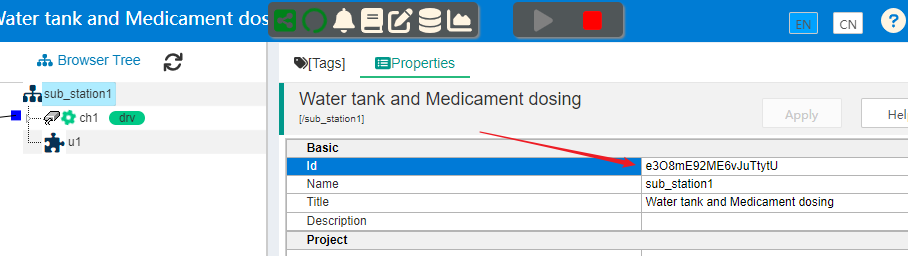 Water tank and Medicament dos
EN
CN
?
Browser Tree
[Tags]
Properties
sub_station1
ch1
drv
u1
Water tank and Medicament dosing
[/sub_station1]
Apply
Hel
Basic
Id
e3O8mE92ME6vJuTtytU
Name
sub_station1
Title
Water tank and Medicament dosing
Description
Project